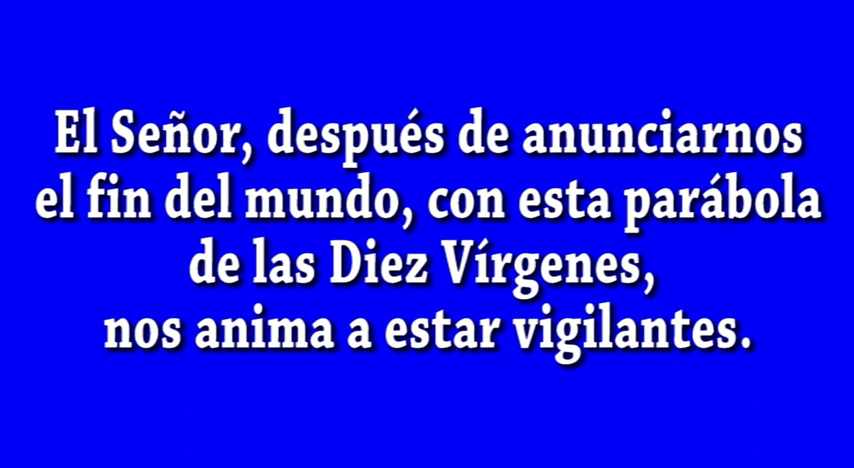 El Señor, después de anunciarnos
el fin del mundo, con esta parábola
de las Diez Vírgenes,
nos anima a estar vigilantes.